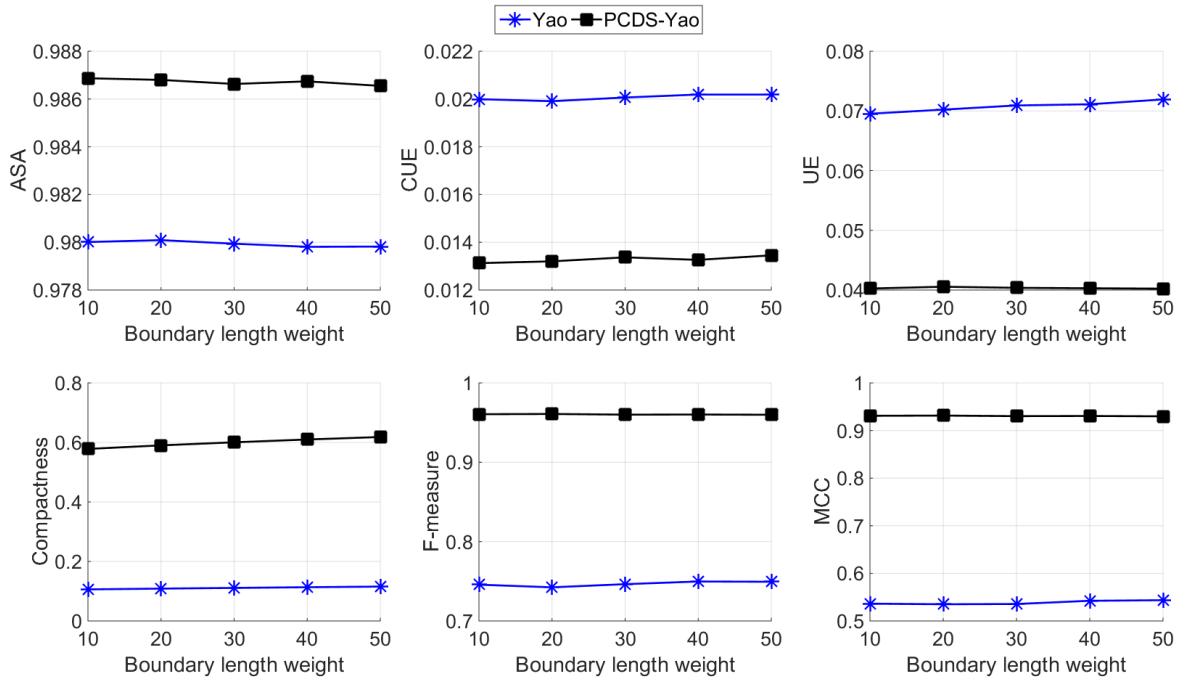 Yao PCDS-Yao
0.988
0.986
0.984
0.982
0.98
0.978
ASA
10 20 30 40 50
Boundary length weight
0.022
0.02
0.018
0.016
0.014
0.012
CUE
10 20 30 40 50
Boundary length weight
0.08
0.07
0.06
0.05
0.04
UE
10 20 30 40 50
Boundary length weight
0.8
0.6
0.4
0.2
0
Compactness
10 20 30 40 50
Boundary length weight
1
0.9
0.8
0.7
F-measure
10 20 30 40 50
Boundary length weight
1
0.9
0.8
0.7
0.6
0.5
MCC
10 20 30 40 50
Boundary length weight